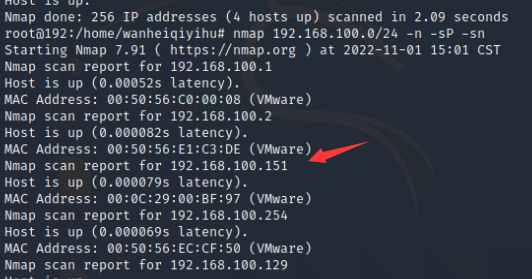 Host is up.
Nmap done: 256 IP addresses (4 hosts up) scanned in 2.09 seconds
root@192:/home/wanheiqiyihu# nmap 192.168.100.0/24 -n -sP -sn
Starting Nmap 7.91 ( https://nmap.org ) at 2022-11-01 15:01 CST
Nmap scan report for 192.168.100.1
Host is up (0.00052s latency).
MAC Address: 00:50:56:C0:00:08 (VMware)
Nmap scan report for 192.168.100.2
Host is up (0.000082s latency).
MAC Address: 00:50:56:E1:C3:DE (VMware)
Nmap scan report for 192.168.100.151
Host is up (0.000079s latency).
MAC Address: 00:0C:29:00:BF:97 (VMware)
Nmap scan report for 192.168.100.254
Host is up (0.000069s latency).
MAC Address: 00:50:56:EC:CF:50 (VMware)
Nmap scan report for 192.168.100.129
Host is up.